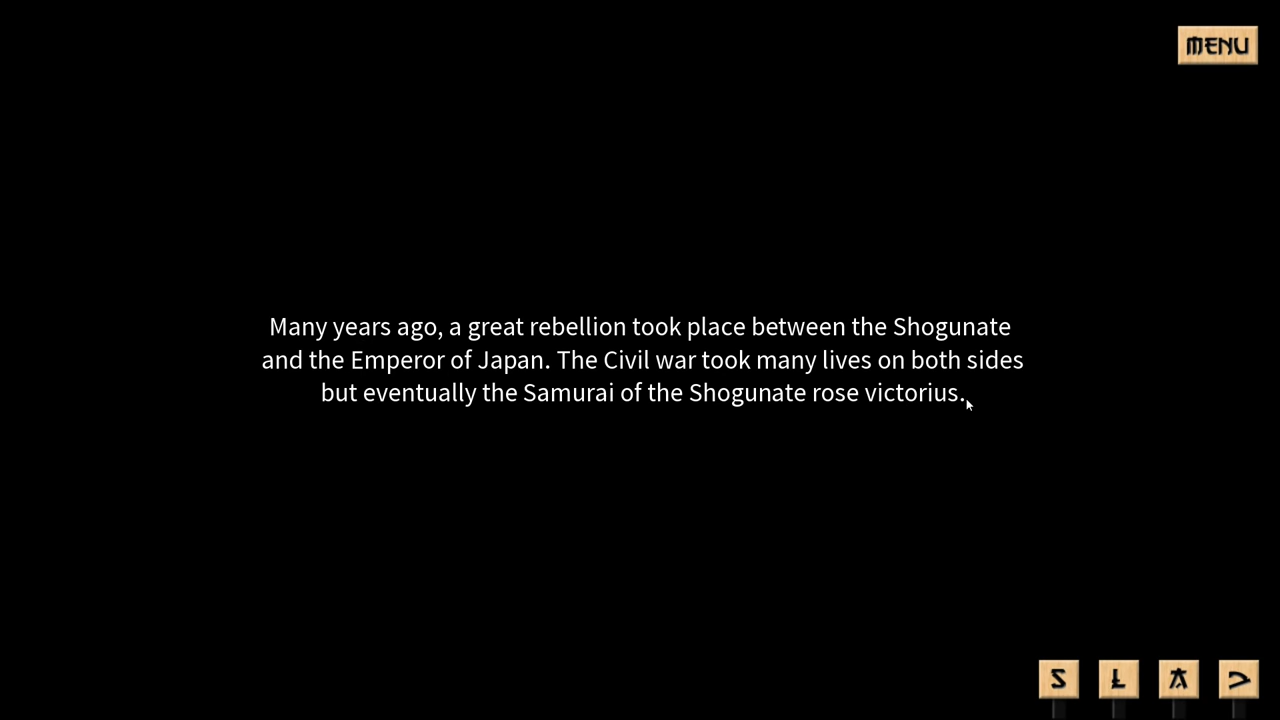 MENU
Many years ago, a great rebellion took place between the Shogunate
and the Emperor of Japan. The Civil war took many lives on both sides
but eventually the Samurai of the Shogunate rose victorius.
S L A >